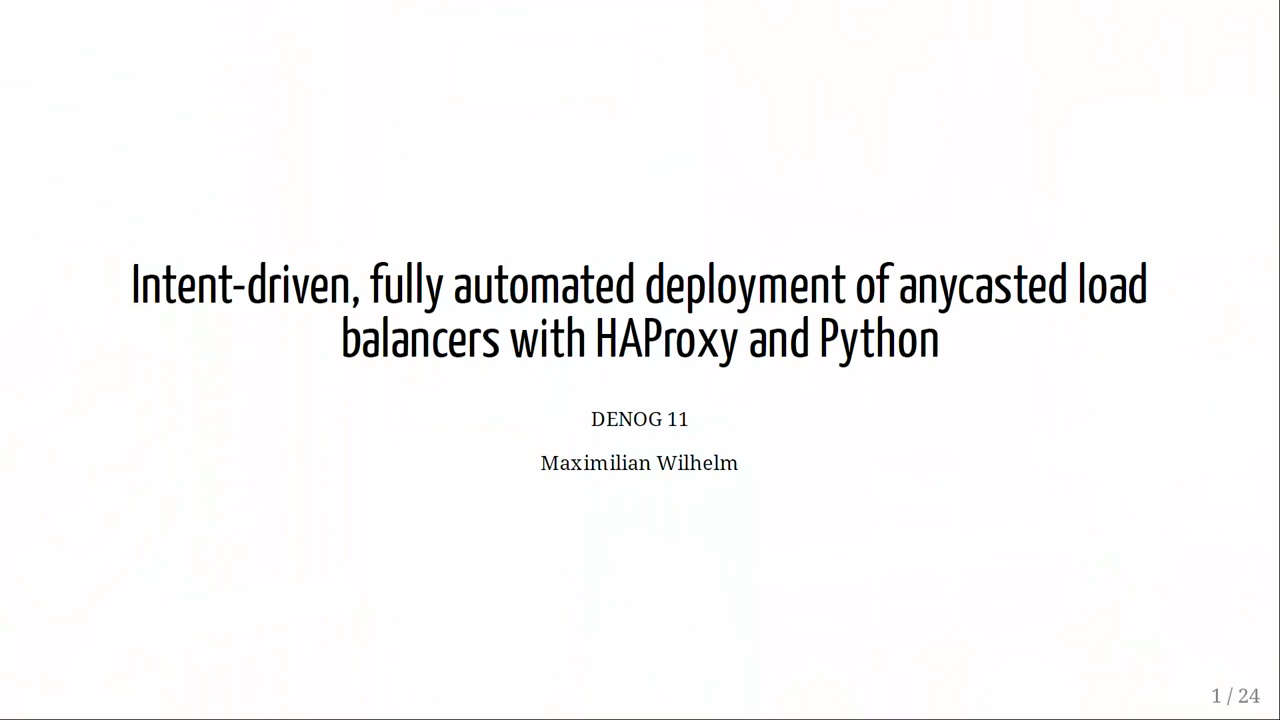 Intent-driven, fully automated deployment of anycasted load
balancers with HAProxy and Python
DENOG 11
Maximilian Wilhelm
1 / 24